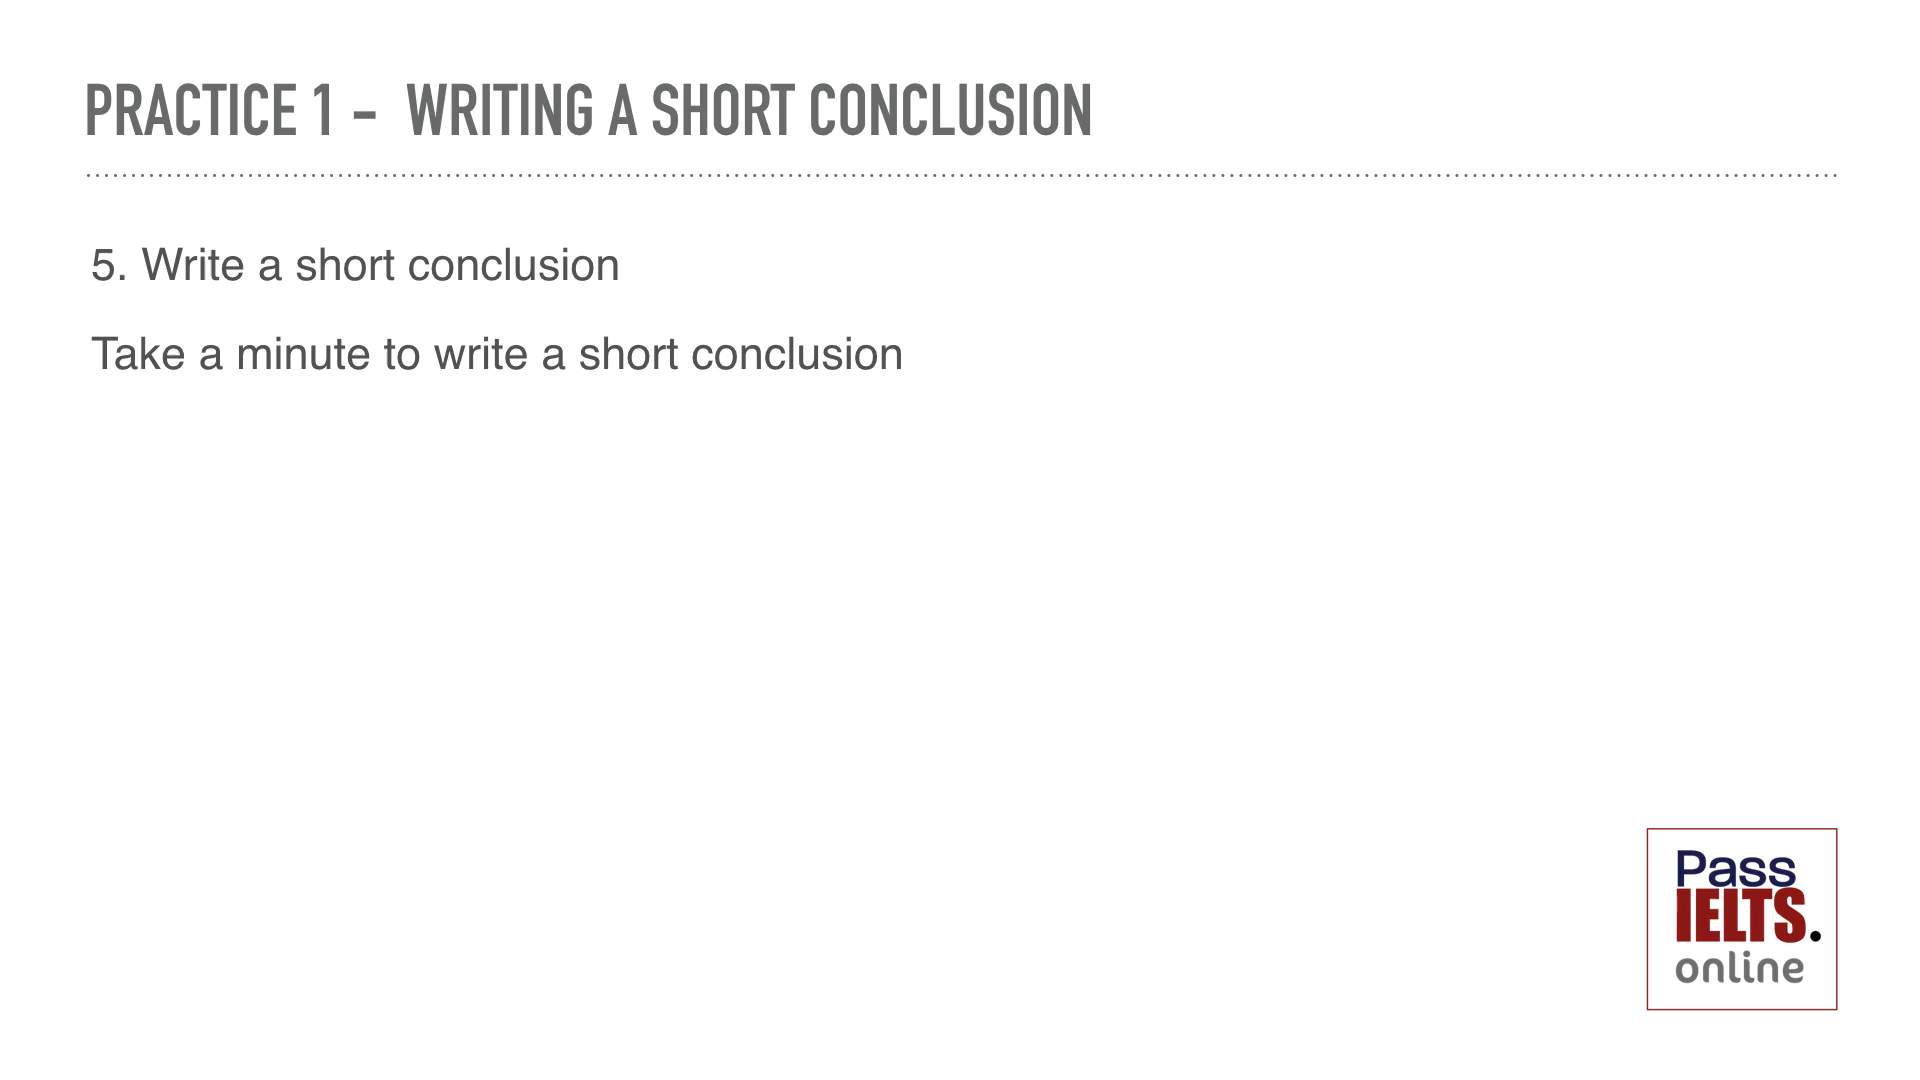 PRACTICE 1 - WRITING A SHORT CONCLUSION
5. Write a short conclusion
Take a minute to write a short conclusion
Pass
IELTS.
online